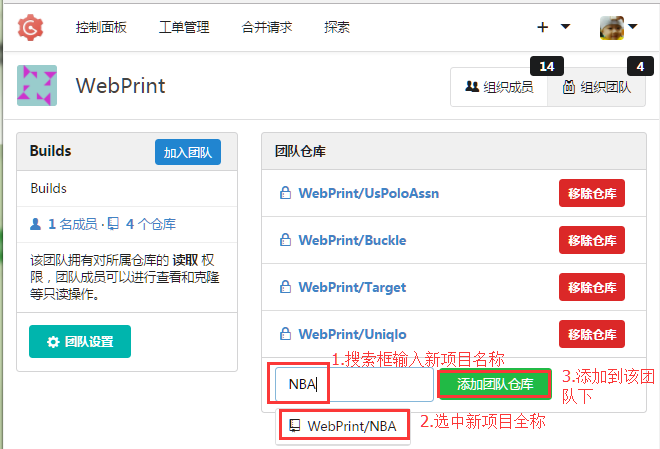 控制面板 工单管理 合并请求 探索
14 4
WebPrint 组织成员 组织团队
Builds 加入团队
Builds
1 名成员 · 4 个仓库
该团队拥有对所属仓库的 读取 权
限，团队成员可以进行查看和克隆
等只读操作。
团队设置
团队仓库
WebPrint/UsPoloAssn 移除仓库
WebPrint/Buckle 移除仓库
WebPrint/Target 移除仓库
WebPrint/Uniqlo 移除仓库
1.搜索框输入新项目名称
NBA 添加团队仓库
3.添加到该团
队下
WebPrint/NBA
2.选中新项目全称